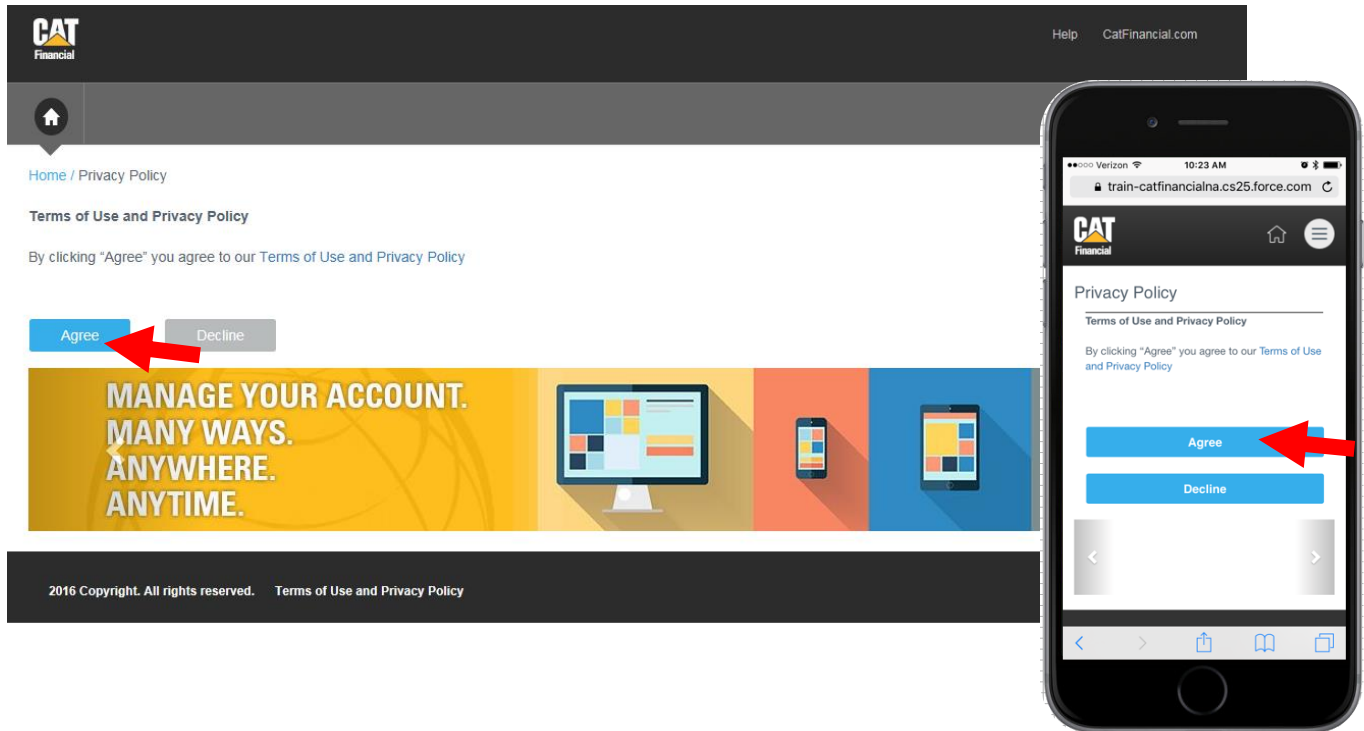 CAT
Financial
Help CatFinancial.com
Home / Privacy Policy
Terms of Use and Privacy Policy
By clicking “Agree” you agree to our Terms of Use and Privacy Policy
Agree Decline
MANAGE YOUR ACCOUNT.
MANY WAYS.
ANYWHERE.
ANYTIME.
2016 Copyright. All rights reserved. Terms of Use and Privacy Policy
Verizon 10:23 AM
train-catfinancialna.cs25.force.com
CAT
Financial
Privacy Policy
Terms of Use and Privacy Policy
By clicking “Agree” you agree to our Terms of Use
and Privacy Policy
Agree
Decline